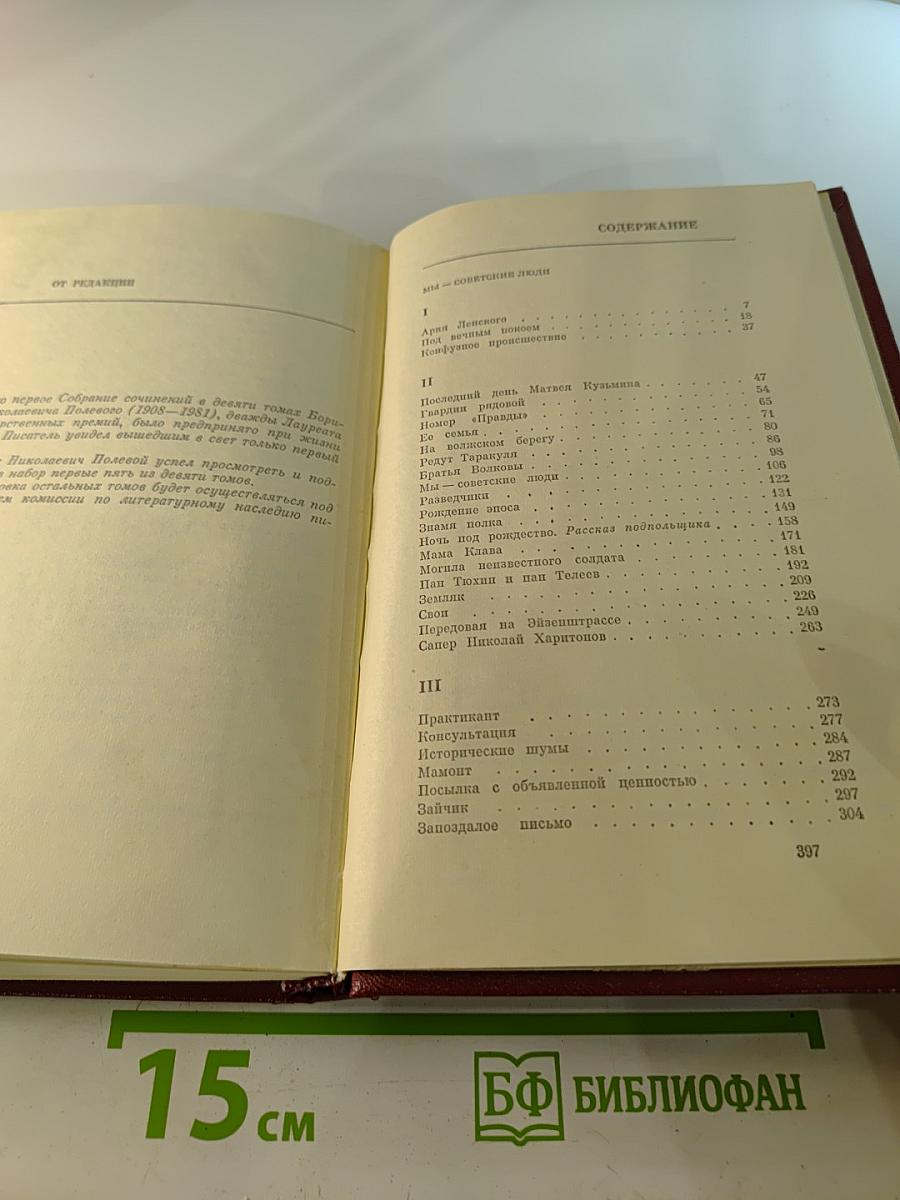 ОТ РЕДАКЦИИ
первое Собрание сочинений в девяти томах Бори-
колаевича Полевого (1908—1981), дважды Лауреата
рственных премий, было предпринято при жизни
Писатель увидел вышедшим в свет только первый
Николаевич Полевой успел просмотреть и под-
в набор первые пять из девяти томов.
овка остальных томов будет осуществляться под
ем комиссии по литературному наследию пи-
СОДЕРЖАНИЕ
МЫ — СОВЕТСКИЕ ЛЮДИ
I
Ария Ленского . . . . . . . . . . . . 7
Под вечным покоем . . . . . . . . . . . . 18
Конфузное происшествие . . . . . . . . . . 37
II
Последний день Матвея Кузьмина . . . . . . . 47
Гвардии рядовой . . . . . . . . . . . . 54
Номер «Правды» . . . . . . . . . . . . 65
Ее семья . . . . . . . . . . . . 71
На волжском берегу . . . . . . . . . . . . 80
Редут Таракуля . . . . . . . . . . . . 86
Братья Волковы . . . . . . . . . . . . 98
Мы — советские люди . . . . . . . . . . . . 106
Разведчики . . . . . . . . . . . . 122
Рождение эпоса . . . . . . . . . . . . 131
Знамя полка . . . . . . . . . . . . 149
Ночь под рождество. Рассказ подпольщика . . . . 158
Мама Клава . . . . . . . . . . . . 171
Могила неизвестного солдата . . . . . . . . . 181
Пан Тюхин и пан Телеев . . . . . . . . . . 192
Земляк . . . . . . . . . . . . 209
Свои . . . . . . . . . . . . 226
Передовая на Эйзенштрассе . . . . . . . . . 249
Сапер Николай Харитонов . . . . . . . . . . 263
III
Практикант . . . . . . . . . . . . 273
Консультация . . . . . . . . . . . . 277
Исторические шумы . . . . . . . . . . . 284
Мамонт . . . . . . . . . . . . 287
Посылка с объявленной ценностью . . . . . . . 292
Зайчик . . . . . . . . . . . . 297
Запоздалое письмо . . . . . . . . . . 304
397
15 см
БФ БИБЛИОФАН